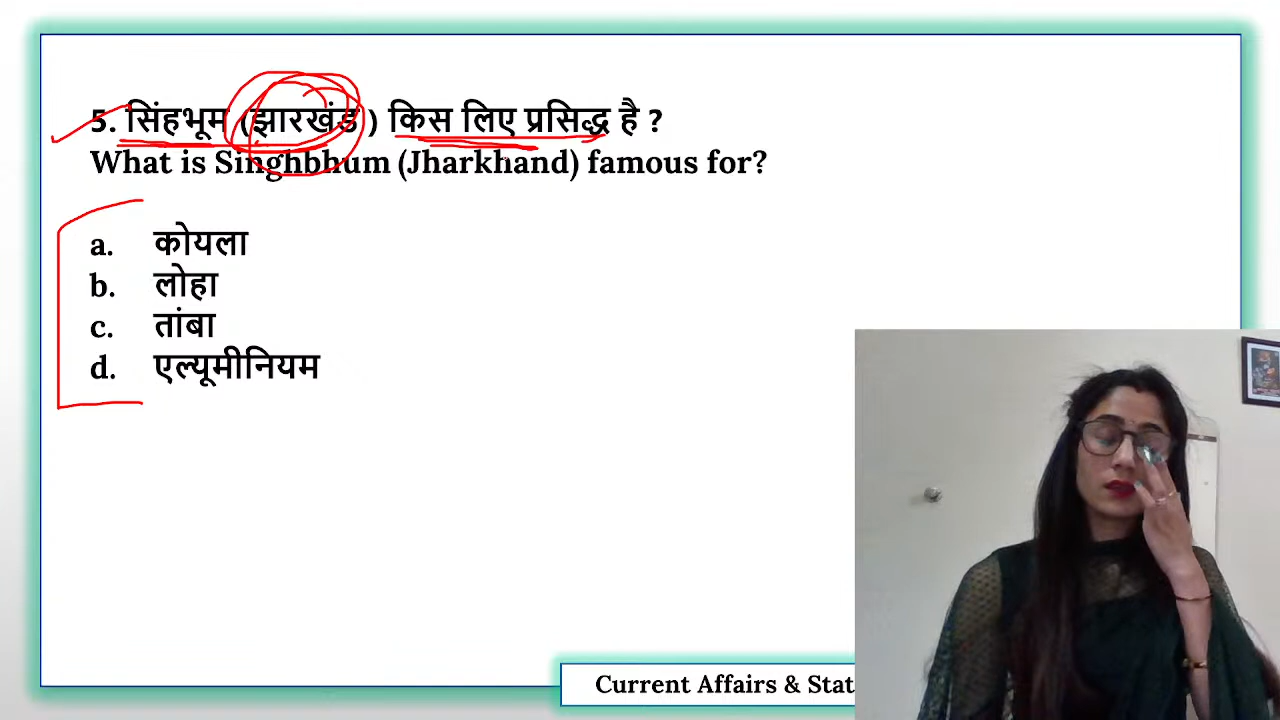 5. सिंहभूम (झारखंड ) किस लिए प्रसिद्ध है ?
What is Singhbhum (Jharkhand) famous for?
a. कोयला
b. लोहा
c. तांबा
d. एल्यूमीनियम
Current Affairs & Stat